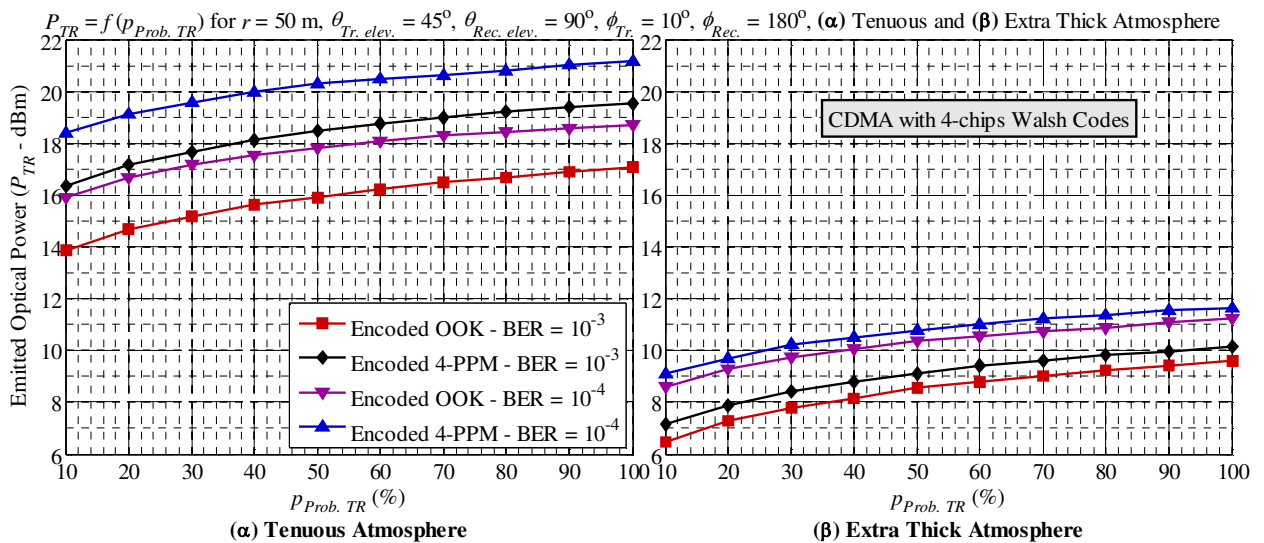 P_TR = f (p_Prob. TR) for r = 50 m, θ_Tr. elev. = 45°, θ_Rec. elev. = 90°, ϕ_Tr. = 10°, ϕ_Rec. = 180°, (α) Tenuous and (β) Extra Thick Atmosphere
Emitted Optical Power (P_TR - dBm)
22
20
18
16
14
12
10
8
6
Encoded OOK - BER = 10^-3
Encoded 4-PPM - BER = 10^-3
Encoded OOK - BER = 10^-4
Encoded 4-PPM - BER = 10^-4
10 20 30 40 50 60 70 80 90 100
p_Prob. TR (%)
(α) Tenuous Atmosphere
22
20
18
16
14
12
10
8
6
CDMA with 4-chips Walsh Codes
10 20 30 40 50 60 70 80 90 100
p_Prob. TR (%)
(β) Extra Thick Atmosphere